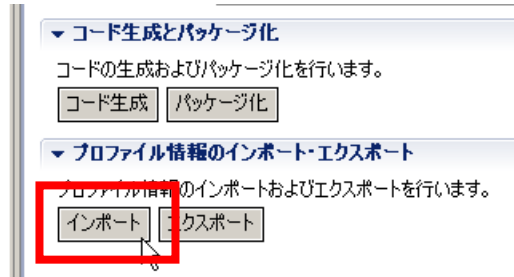 コード生成とパッケージ化
コードの生成およびパッケージ化を行います。
コード生成 パッケージ化
プロファイル情報のインポート・エクスポート
プロファイル情報のインポートおよびエクスポートを行います。
インポート エクスポート